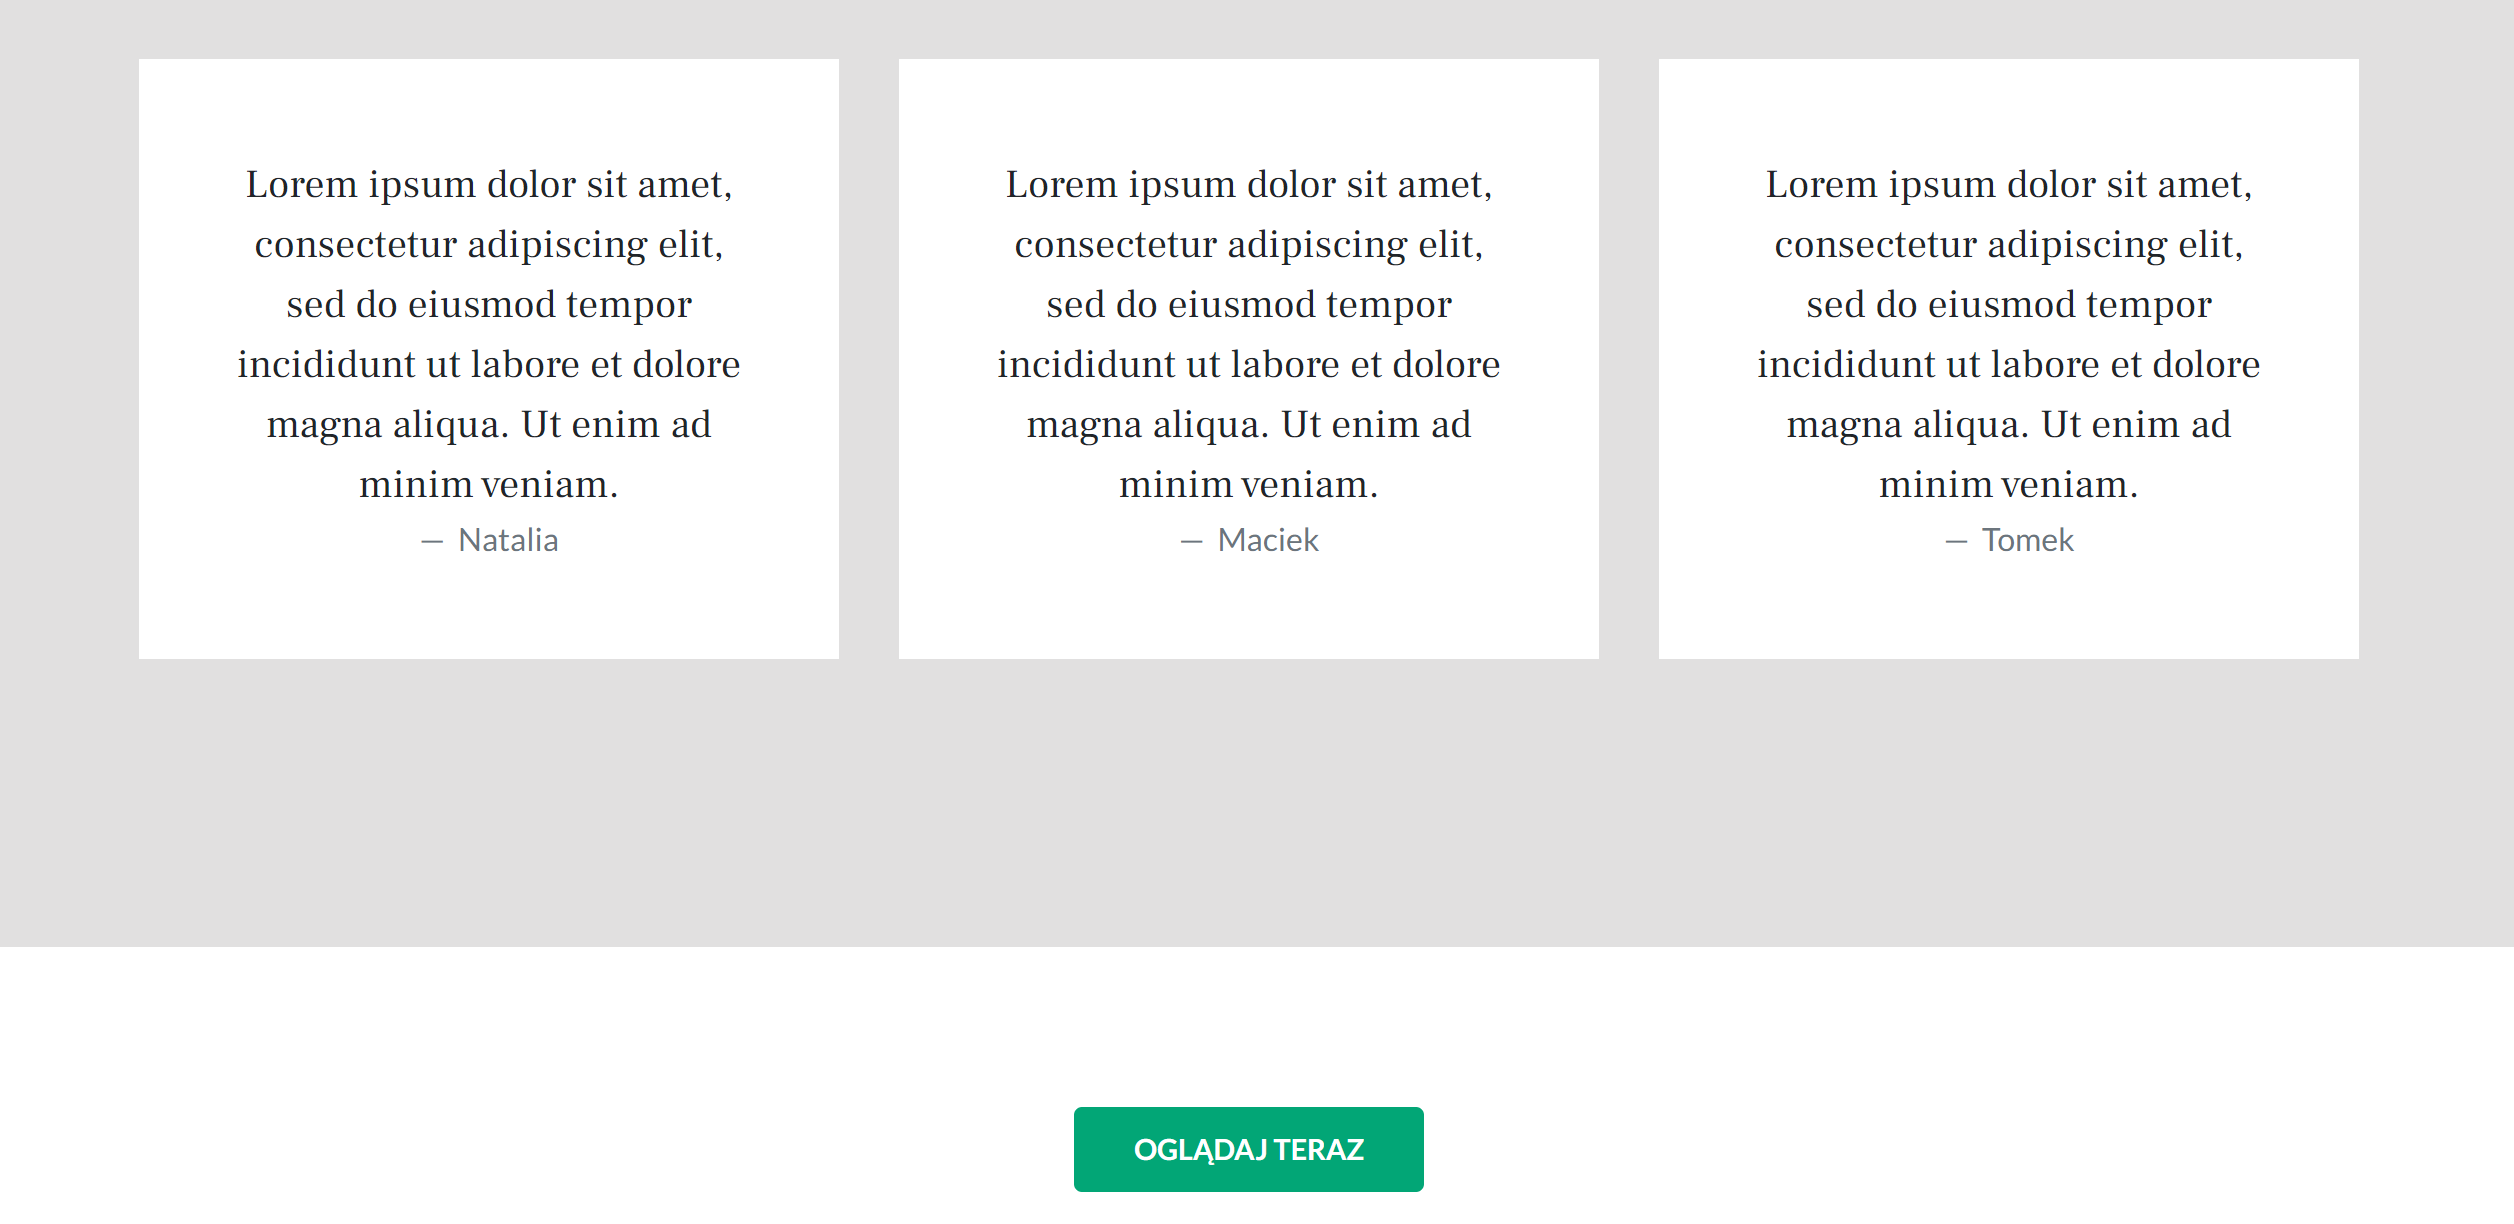 Lorem ipsum dolor sit amet,
consectetur adipiscing elit,
sed do eiusmod tempor
incididunt ut labore et dolore
magna aliqua. Ut enim ad
minim veniam.
— Natalia
Lorem ipsum dolor sit amet,
consectetur adipiscing elit,
sed do eiusmod tempor
incididunt ut labore et dolore
magna aliqua. Ut enim ad
minim veniam.
— Maciek
Lorem ipsum dolor sit amet,
consectetur adipiscing elit,
sed do eiusmod tempor
incididunt ut labore et dolore
magna aliqua. Ut enim ad
minim veniam.
— Tomek
OGLĄDAJ TERAZ